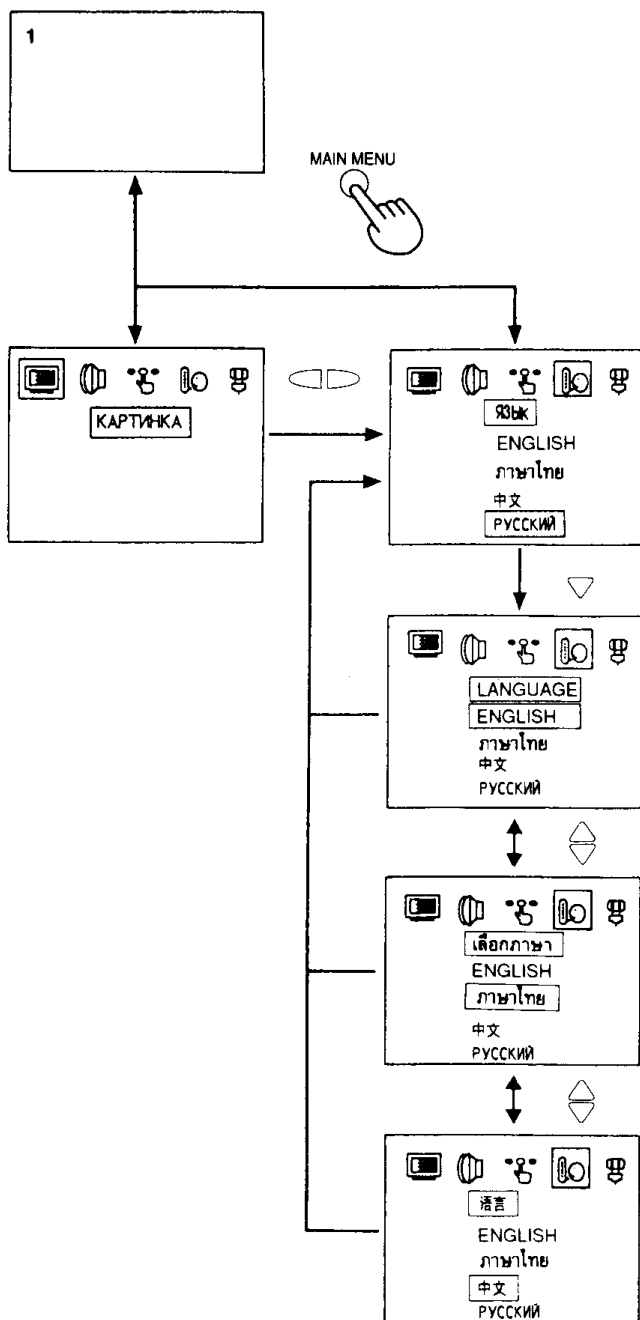 1
MAIN MENU
КАРТИНКА
ЯЗЫК
ENGLISH
ภาษาไทย
中文
РУССКИЙ
LANGUAGE
ENGLISH
ภาษาไทย
中文
РУССКИЙ
เลือกภาษา
ENGLISH
ภาษาไทย
中文
РУССКИЙ
语言
ENGLISH
ภาษาไทย
中文
РУССКИЙ